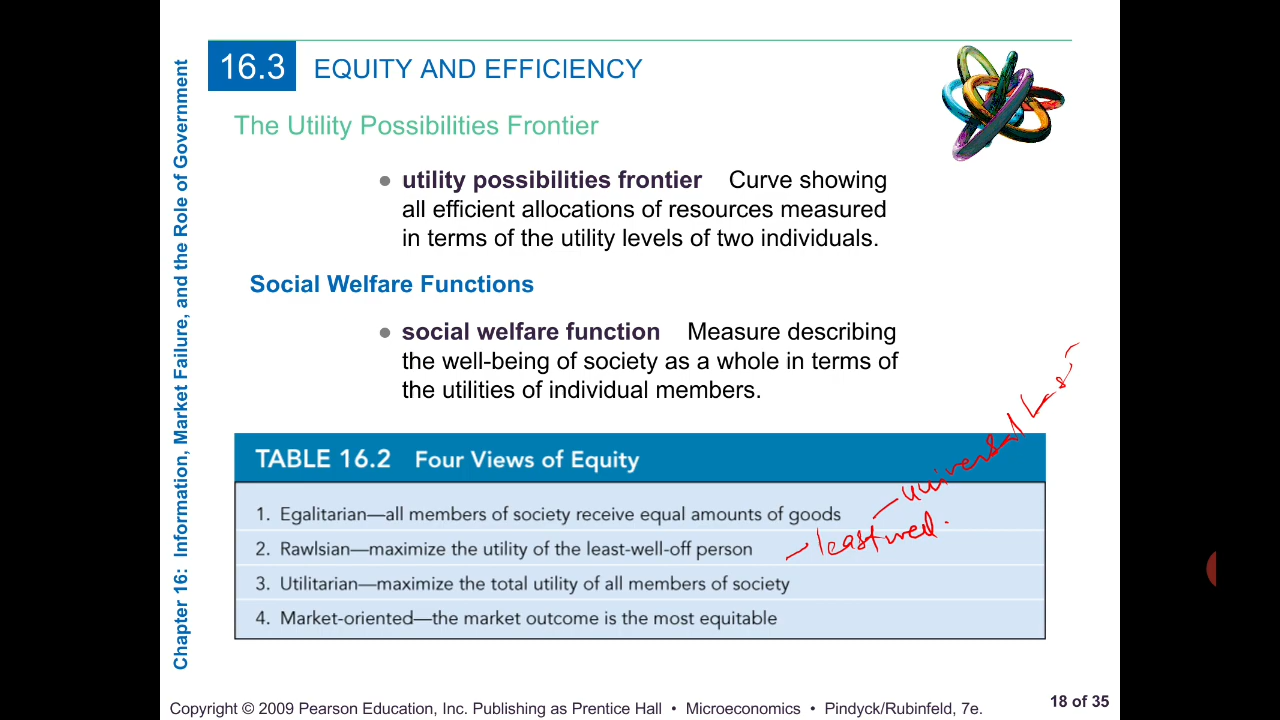 16.3 EQUITY AND EFFICIENCY
The Utility Possibilities Frontier
● utility possibilities frontier Curve showing
all efficient allocations of resources measured
in terms of the utility levels of two individuals.
Social Welfare Functions
● social welfare function Measure describing
the well-being of society as a whole in terms of
the utilities of individual members.
TABLE 16.2 Four Views of Equity
1. Egalitarian—all members of society receive equal amounts of goods
– universal
2. Rawlsian—maximize the utility of the least-well-off person
– least
3. Utilitarian—maximize the total utility of all members of society
4. Market-oriented—the market outcome is the most equitable
Chapter 16: Information, Market Failure, and the Role of Government
18 of 35
Copyright © 2009 Pearson Education, Inc. Publishing as Prentice Hall • Microeconomics • Pindyck/Rubinfeld, 7e.